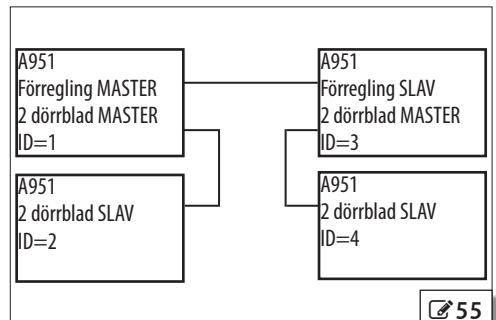 A951
Förregling MASTER
2 dörrblad MASTER
ID=1
A951
Förregling SLAV
2 dörrblad MASTER
ID=3
A951
2 dörrblad SLAV
ID=2
A951
2 dörrblad SLAV
ID=4
55